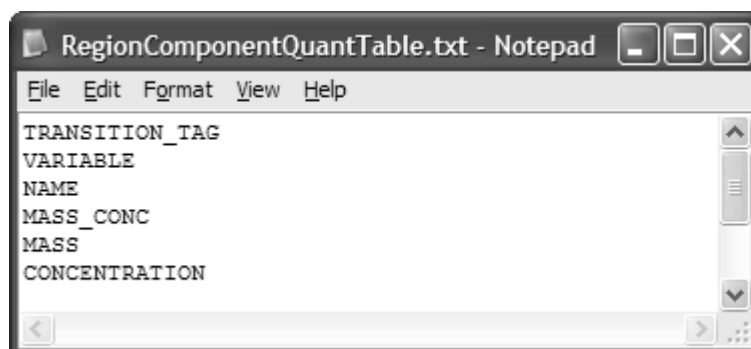 RegionComponentQuantTable.txt - Notepad
File Edit Format View Help
TRANSITION_TAG
VARIABLE
NAME
MASS_CONC
MASS
CONCENTRATION